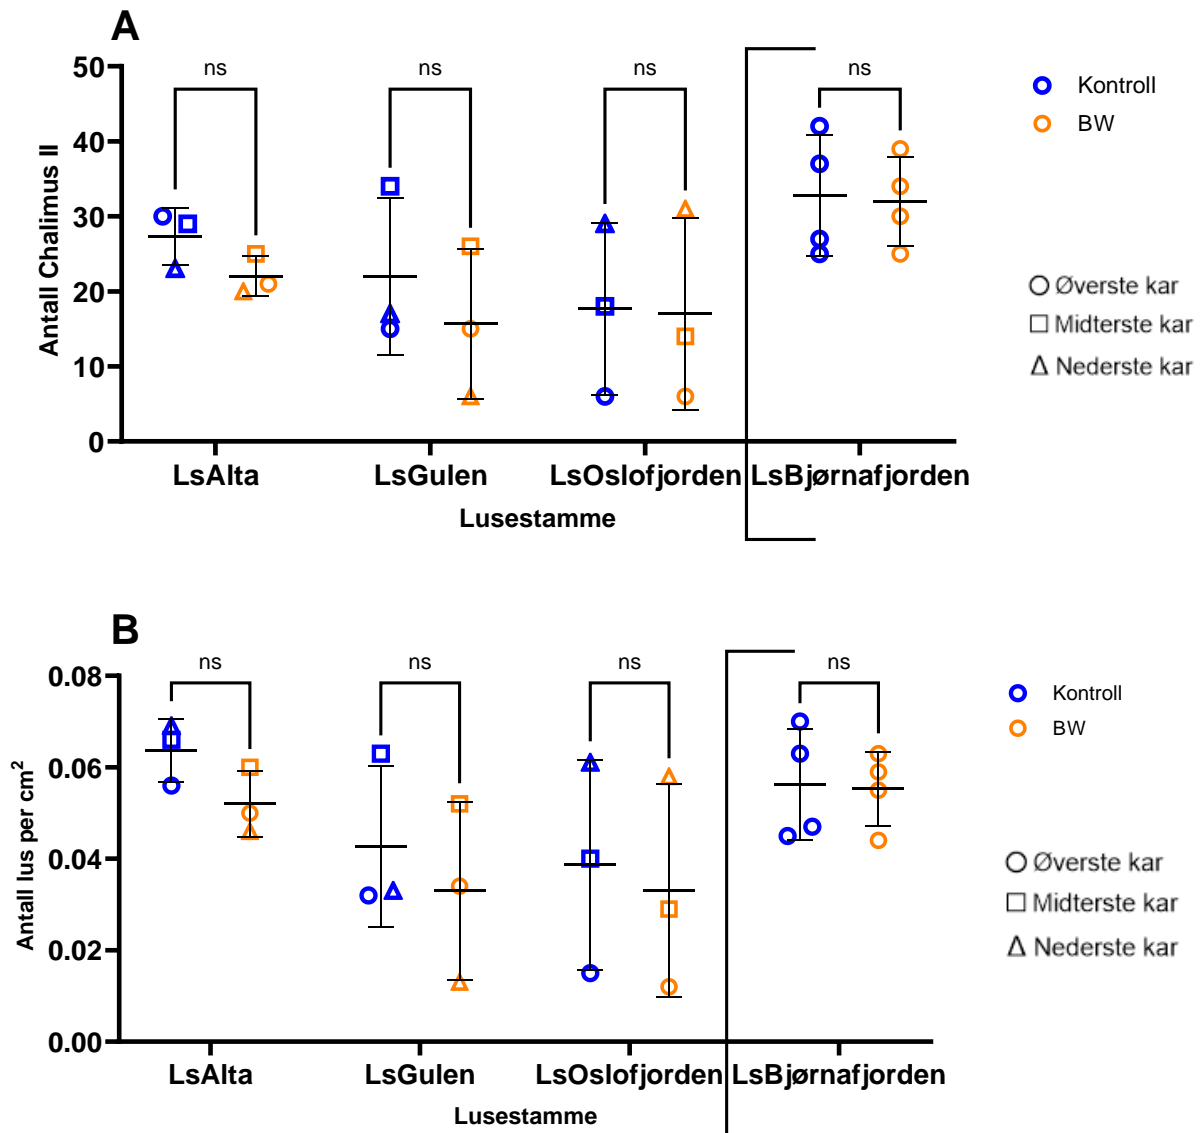 A
ns ns ns ns
50
40
30
20
10
0
Antall Chalimus II
LsAlta LsGulen LsOslofjorden LsBjørnafjorden
Lusestamme
Kontroll
BW
Øverste kar
Midterste kar
Nederste kar
B
ns ns ns ns
0.08
0.06
0.04
0.02
0.00
Antall lus per cm²
LsAlta LsGulen LsOslofjorden LsBjørnafjorden
Lusestamme
Kontroll
BW
Øverste kar
Midterste kar
Nederste kar